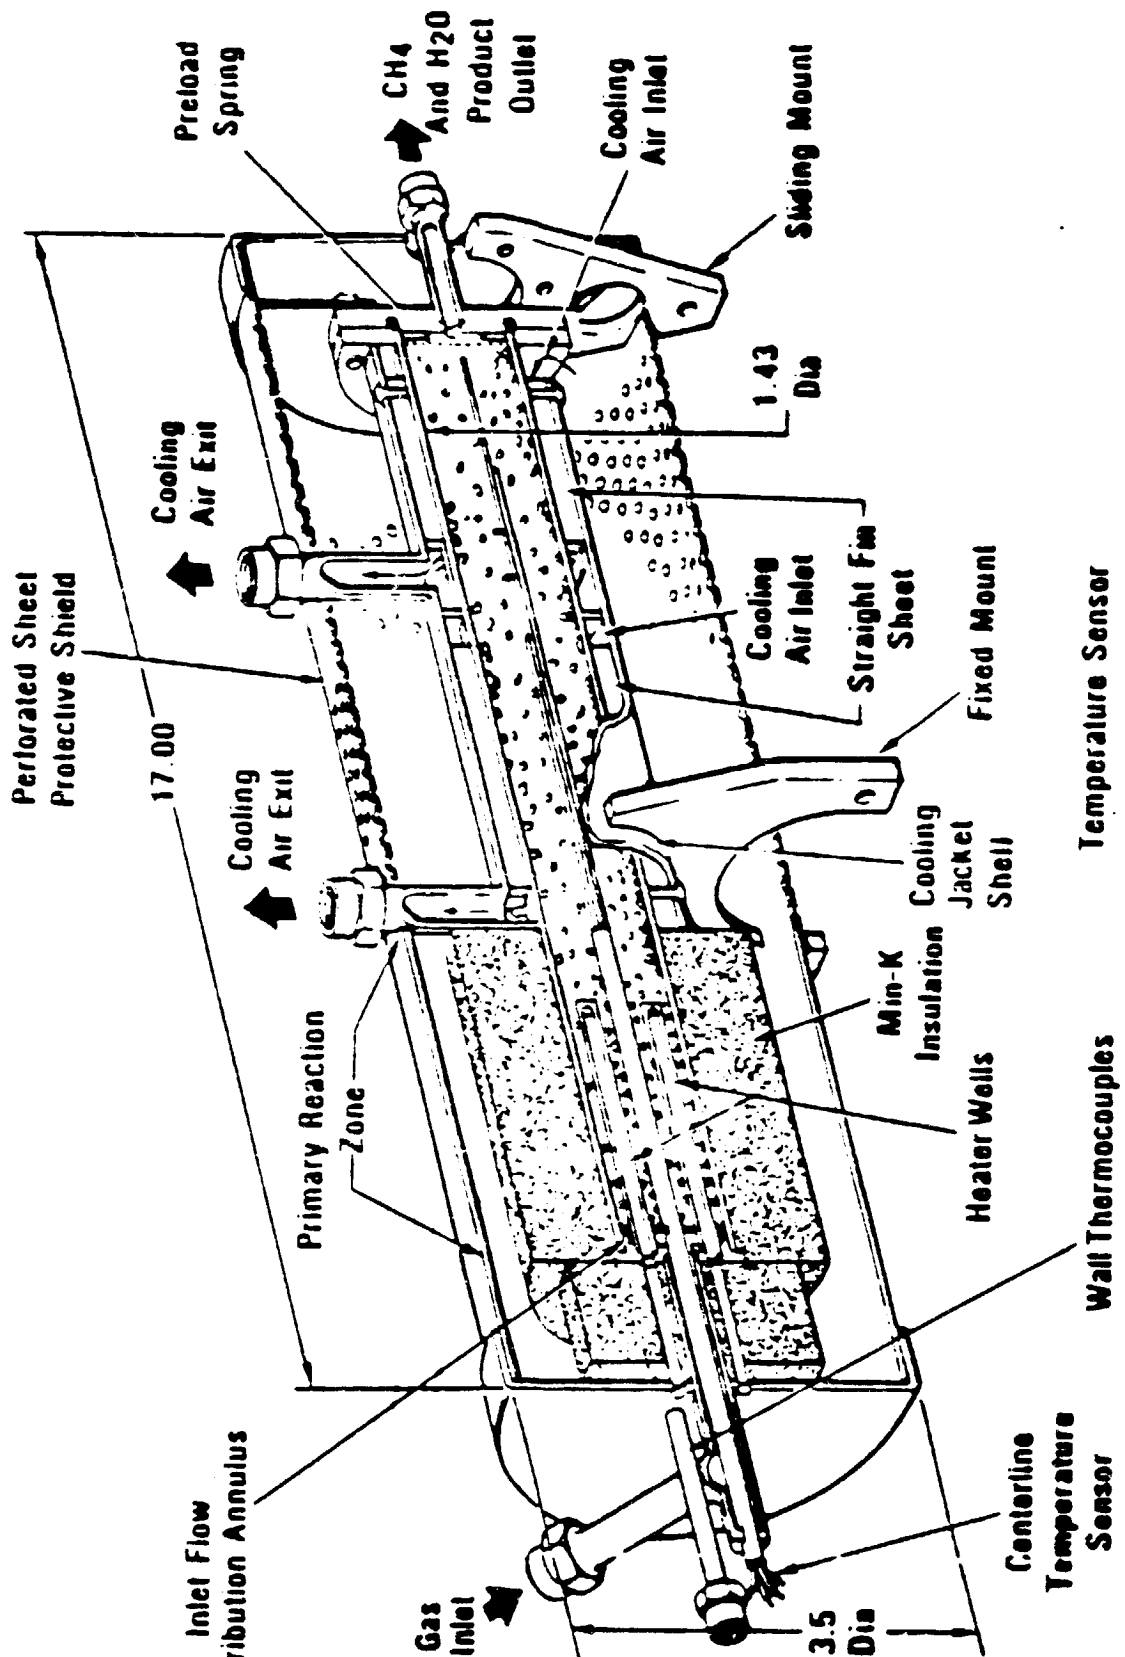 Perforated Sheet
Protective Shield
17.00
Cooling
Air Exit
Cooling
Air Exit
Preload
Spring
CH4
And H2O
Product
Outlet
Cooling
Air Inlet
Sliding Mount
1.43
Dia
Primary Reaction
Zone
Inlet Flow
ribution Annulus
Gas
Inlet
3.5
Dia
Centerline
Temperature
Sensor
Wall Thermocouples
Heater Wells
Min-K
Insulation
Cooling
Jacket
Shell
Fixed Mount
Straight Fin
Sheet
Cooling
Air Inlet
Temperature Sensor